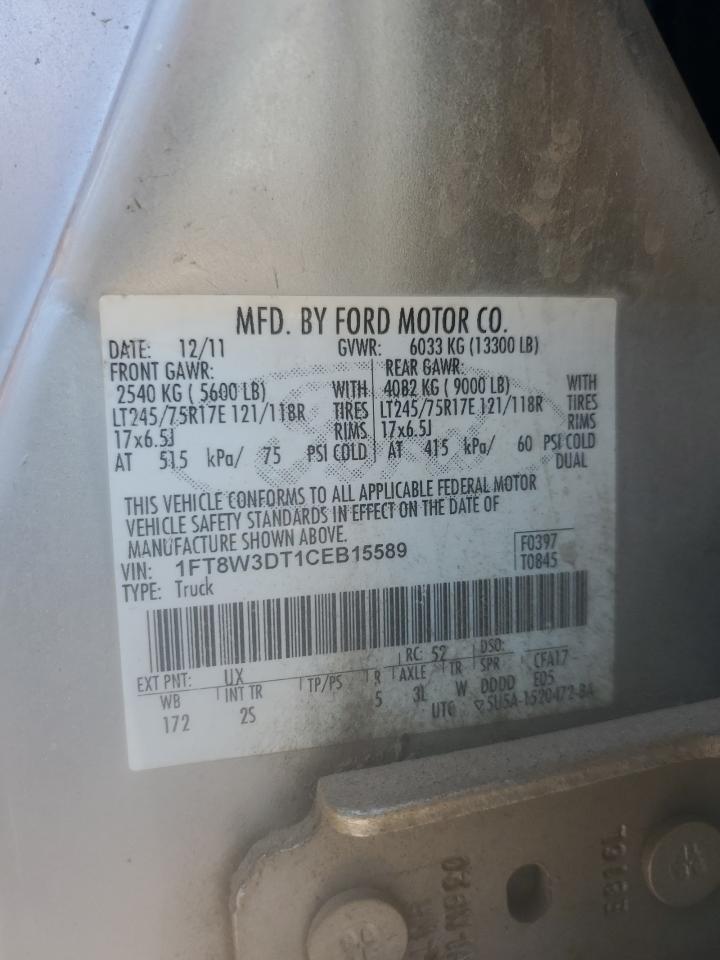 MFD. BY FORD MOTOR CO.
DATE: 12/11 GVWR: 6033 KG (13300 LB)
FRONT GAWR: REAR GAWR:
2540 KG ( 5600 LB) WITH 4082 KG ( 9000 LB) WITH
LT245/75R17E 121/118R TIRES LT245/75R17E 121/118R TIRES
17x6.5J RIMS 17x6.5J RIMS
AT 515 kPa/ 75 PSI COLD AT 415 kPa/ 60 PSI COLD
DUAL
THIS VEHICLE CONFORMS TO ALL APPLICABLE FEDERAL MOTOR
VEHICLE SAFETY STANDARDS IN EFFECT ON THE DATE OF
MANUFACTURE SHOWN ABOVE.
VIN: 1FT8W3DT1CEB15589 F0397
TYPE: Truck T0845
EXT PNT: UX RC: 52 DSO:
WB INT TR TP/PS R AXLE TR SPR CFA17
172 2S 5 3L W DDDD E05
UTC